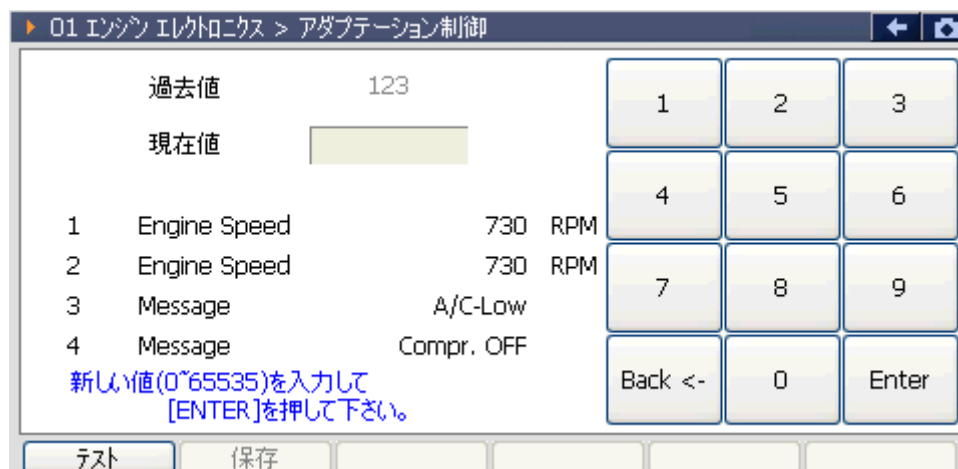 01 エンジン エレクトロニクス > アダプテーション制御
過去値 123
現在値
1 Engine Speed 730 RPM
2 Engine Speed 730 RPM
3 Message A/C-Low
4 Message Compr. OFF
新しい値(0~65535)を入力して
[ENTER]を押して下さい。
1 2 3
4 5 6
7 8 9
Back <- 0 Enter
テスト 保存